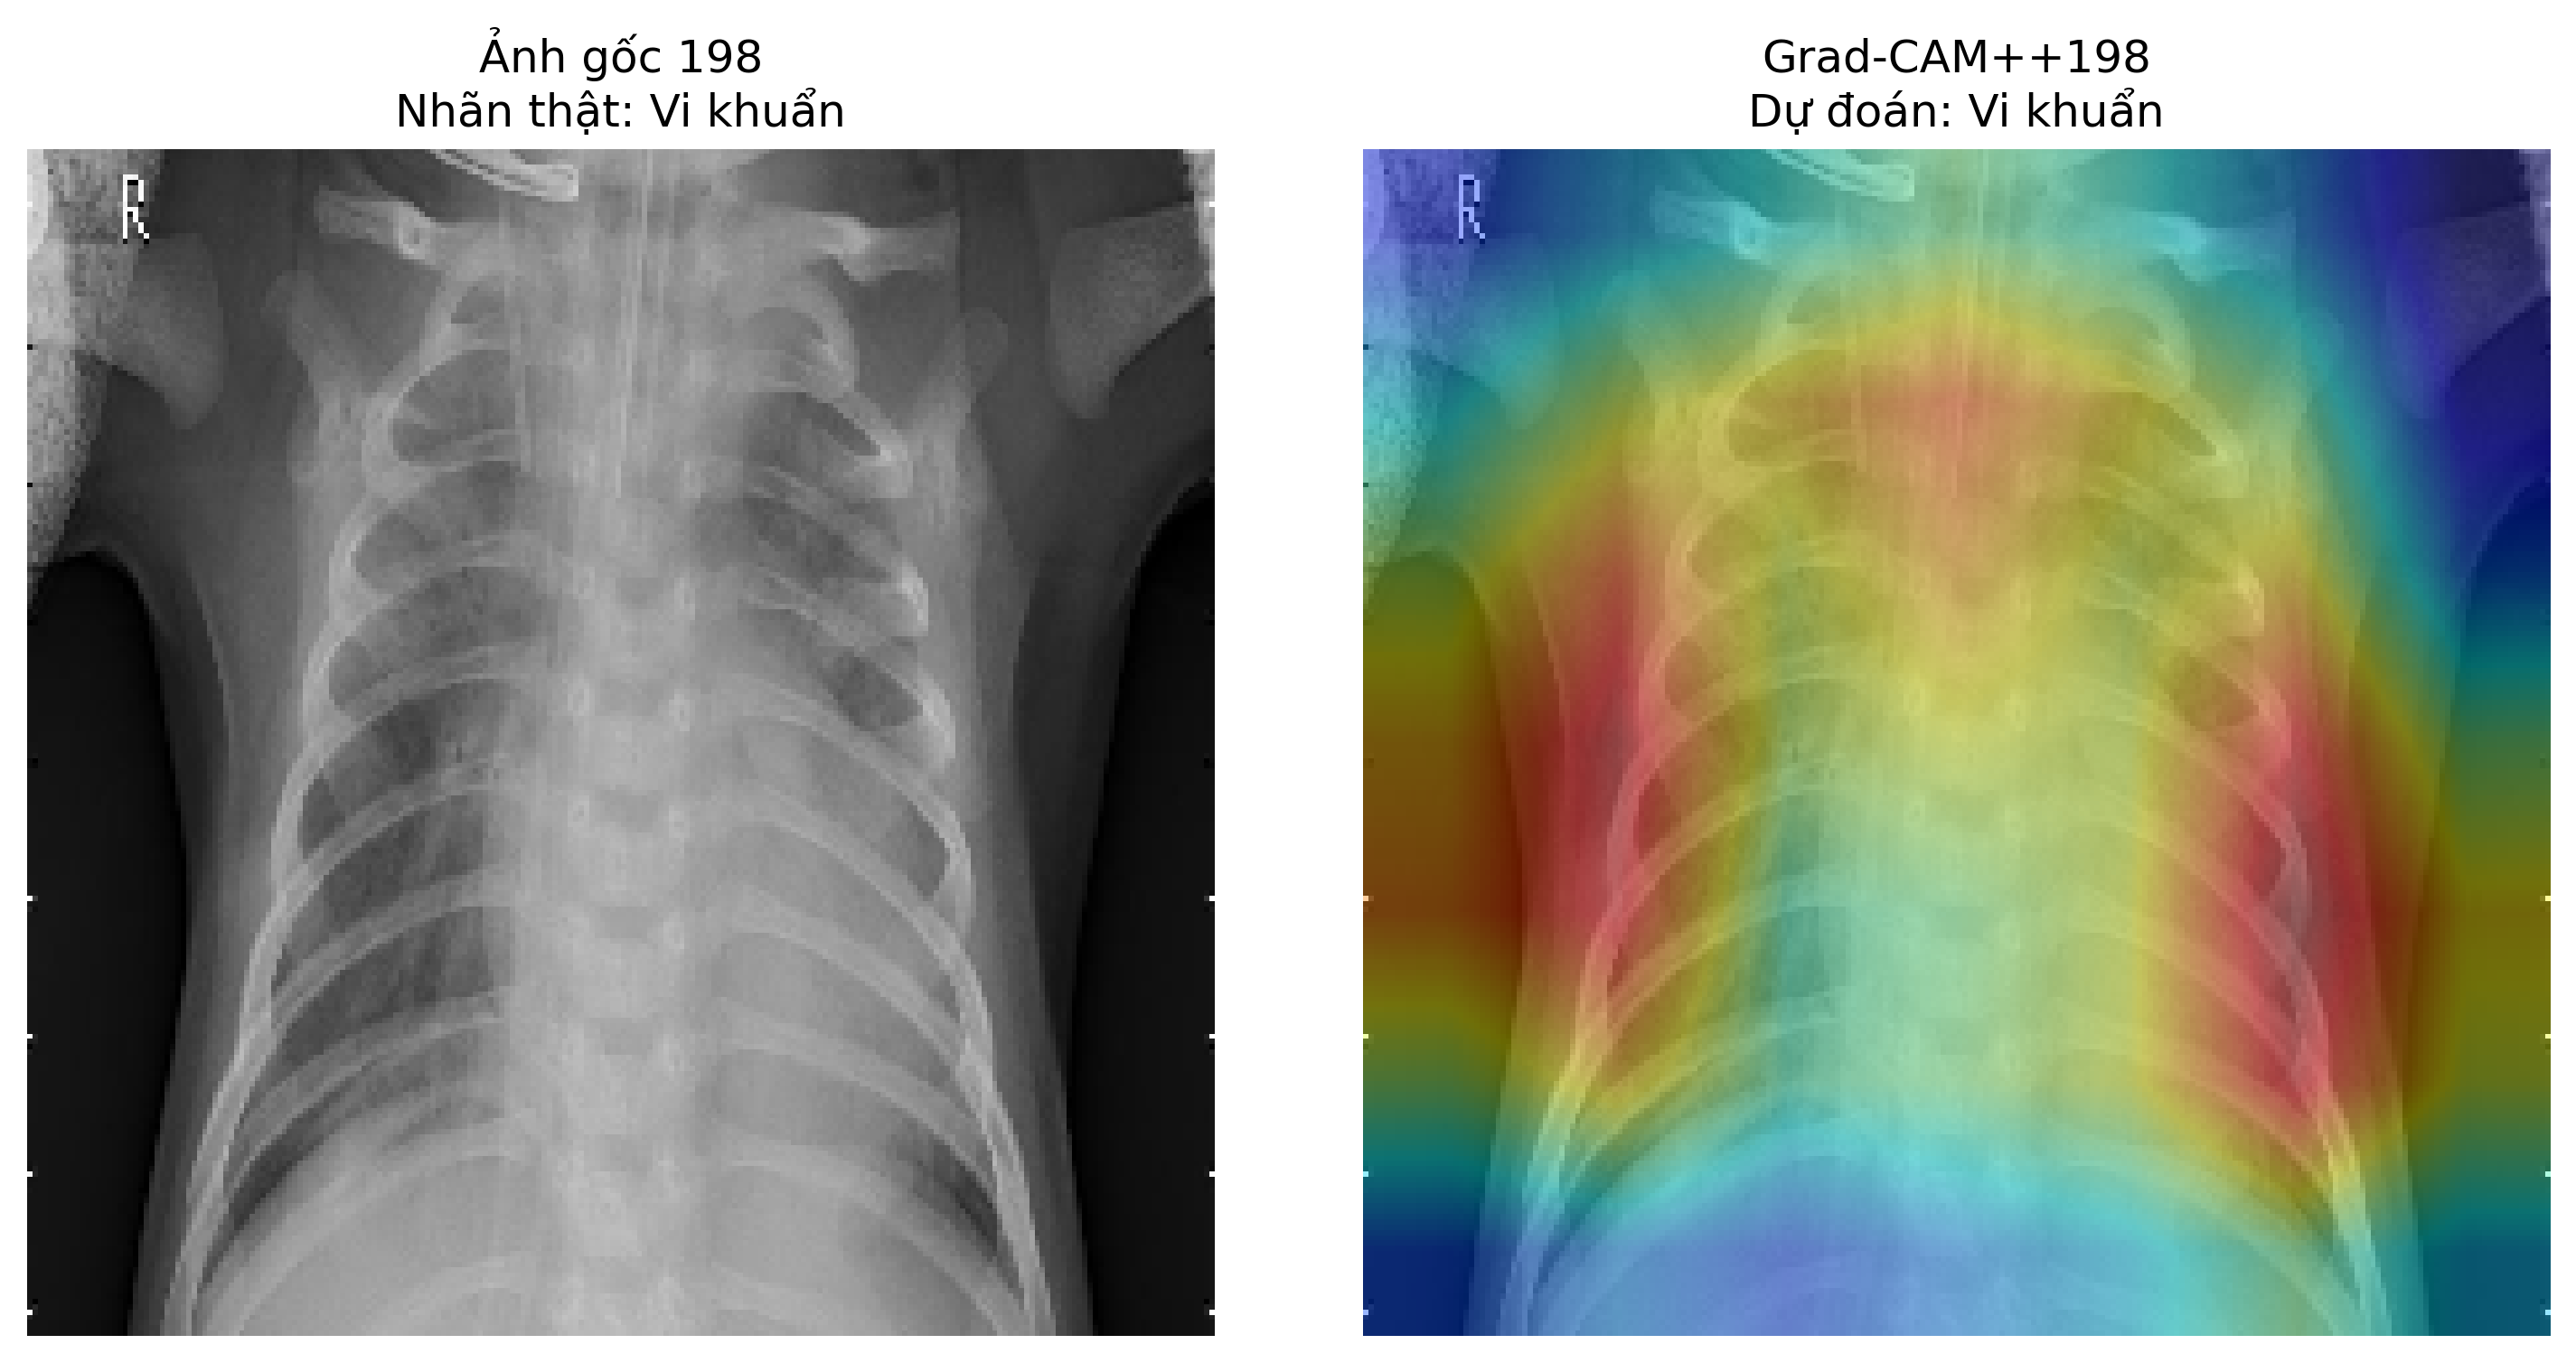 Ảnh gốc 198
Nhãn thật: Vi khuẩn
Grad-CAM++198
Dự đoán: Vi khuẩn
R
R